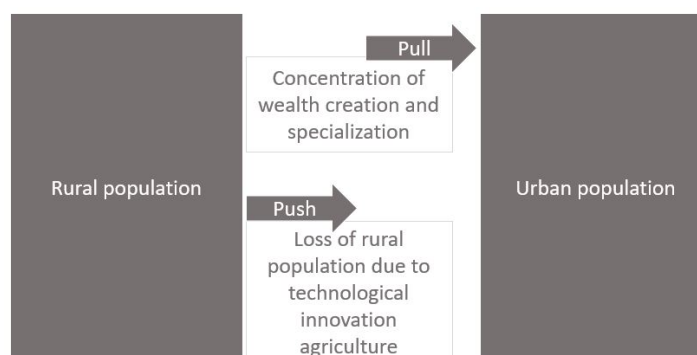 Pull
Concentration of
wealth creation and
specialization
Rural population
Urban population
Push
Loss of rural
population due to
technological
innovation
agriculture